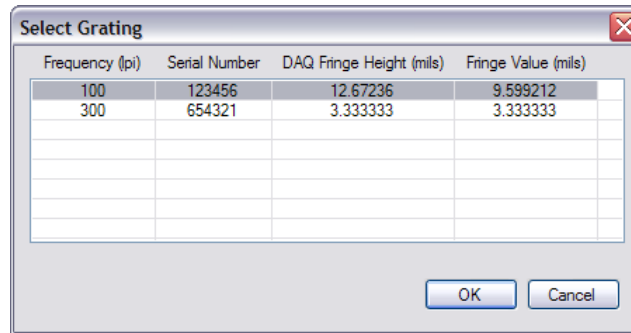 Select Grating
Frequency (lpi) Serial Number DAQ Fringe Height (mils) Fringe Value (mils)
100 123456 12.67236 9.599212
300 654321 3.333333 3.333333
OK Cancel